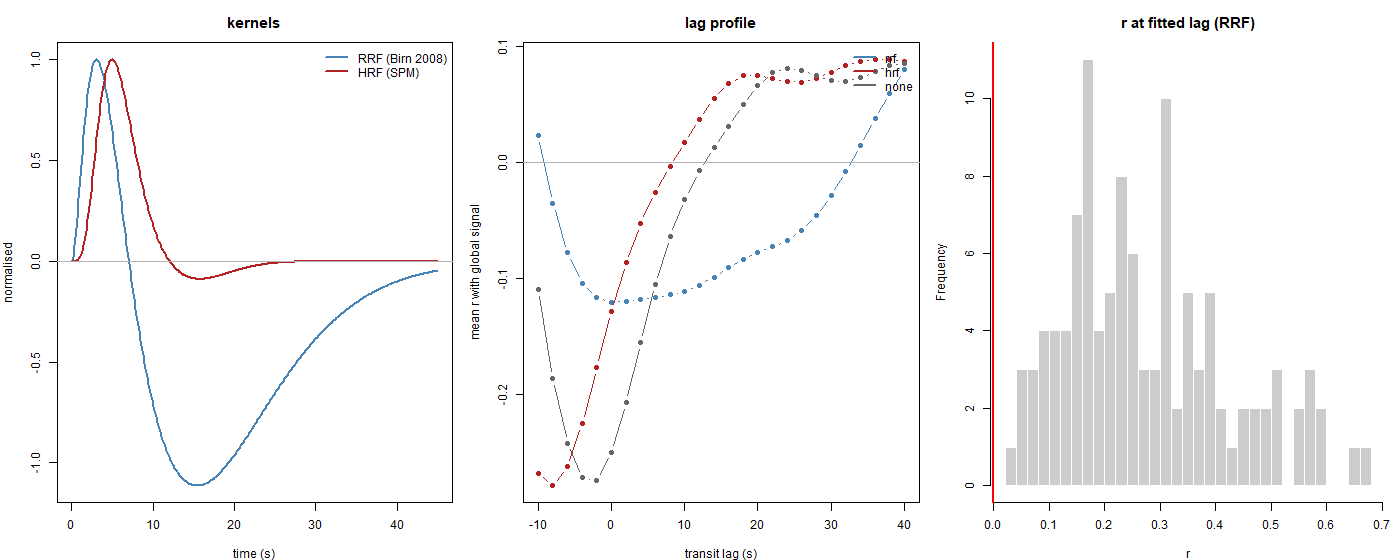 kernels
normalised
1.0
0.5
0.0
-0.5
-1.0
RRF (Birn 2008)
HRF (SPM)
0
10
20
30
40
time (s)
lag profile
mean r with global signal
0.1
0.0
-0.1
-0.2
rrf
hrf
none
-10
0
10
20
30
40
transit lag (s)
r at fitted lag (RRF)
Frequency
10
8
6
4
2
0
0.0
0.1
0.2
0.3
0.4
0.5
0.6
0.7
r